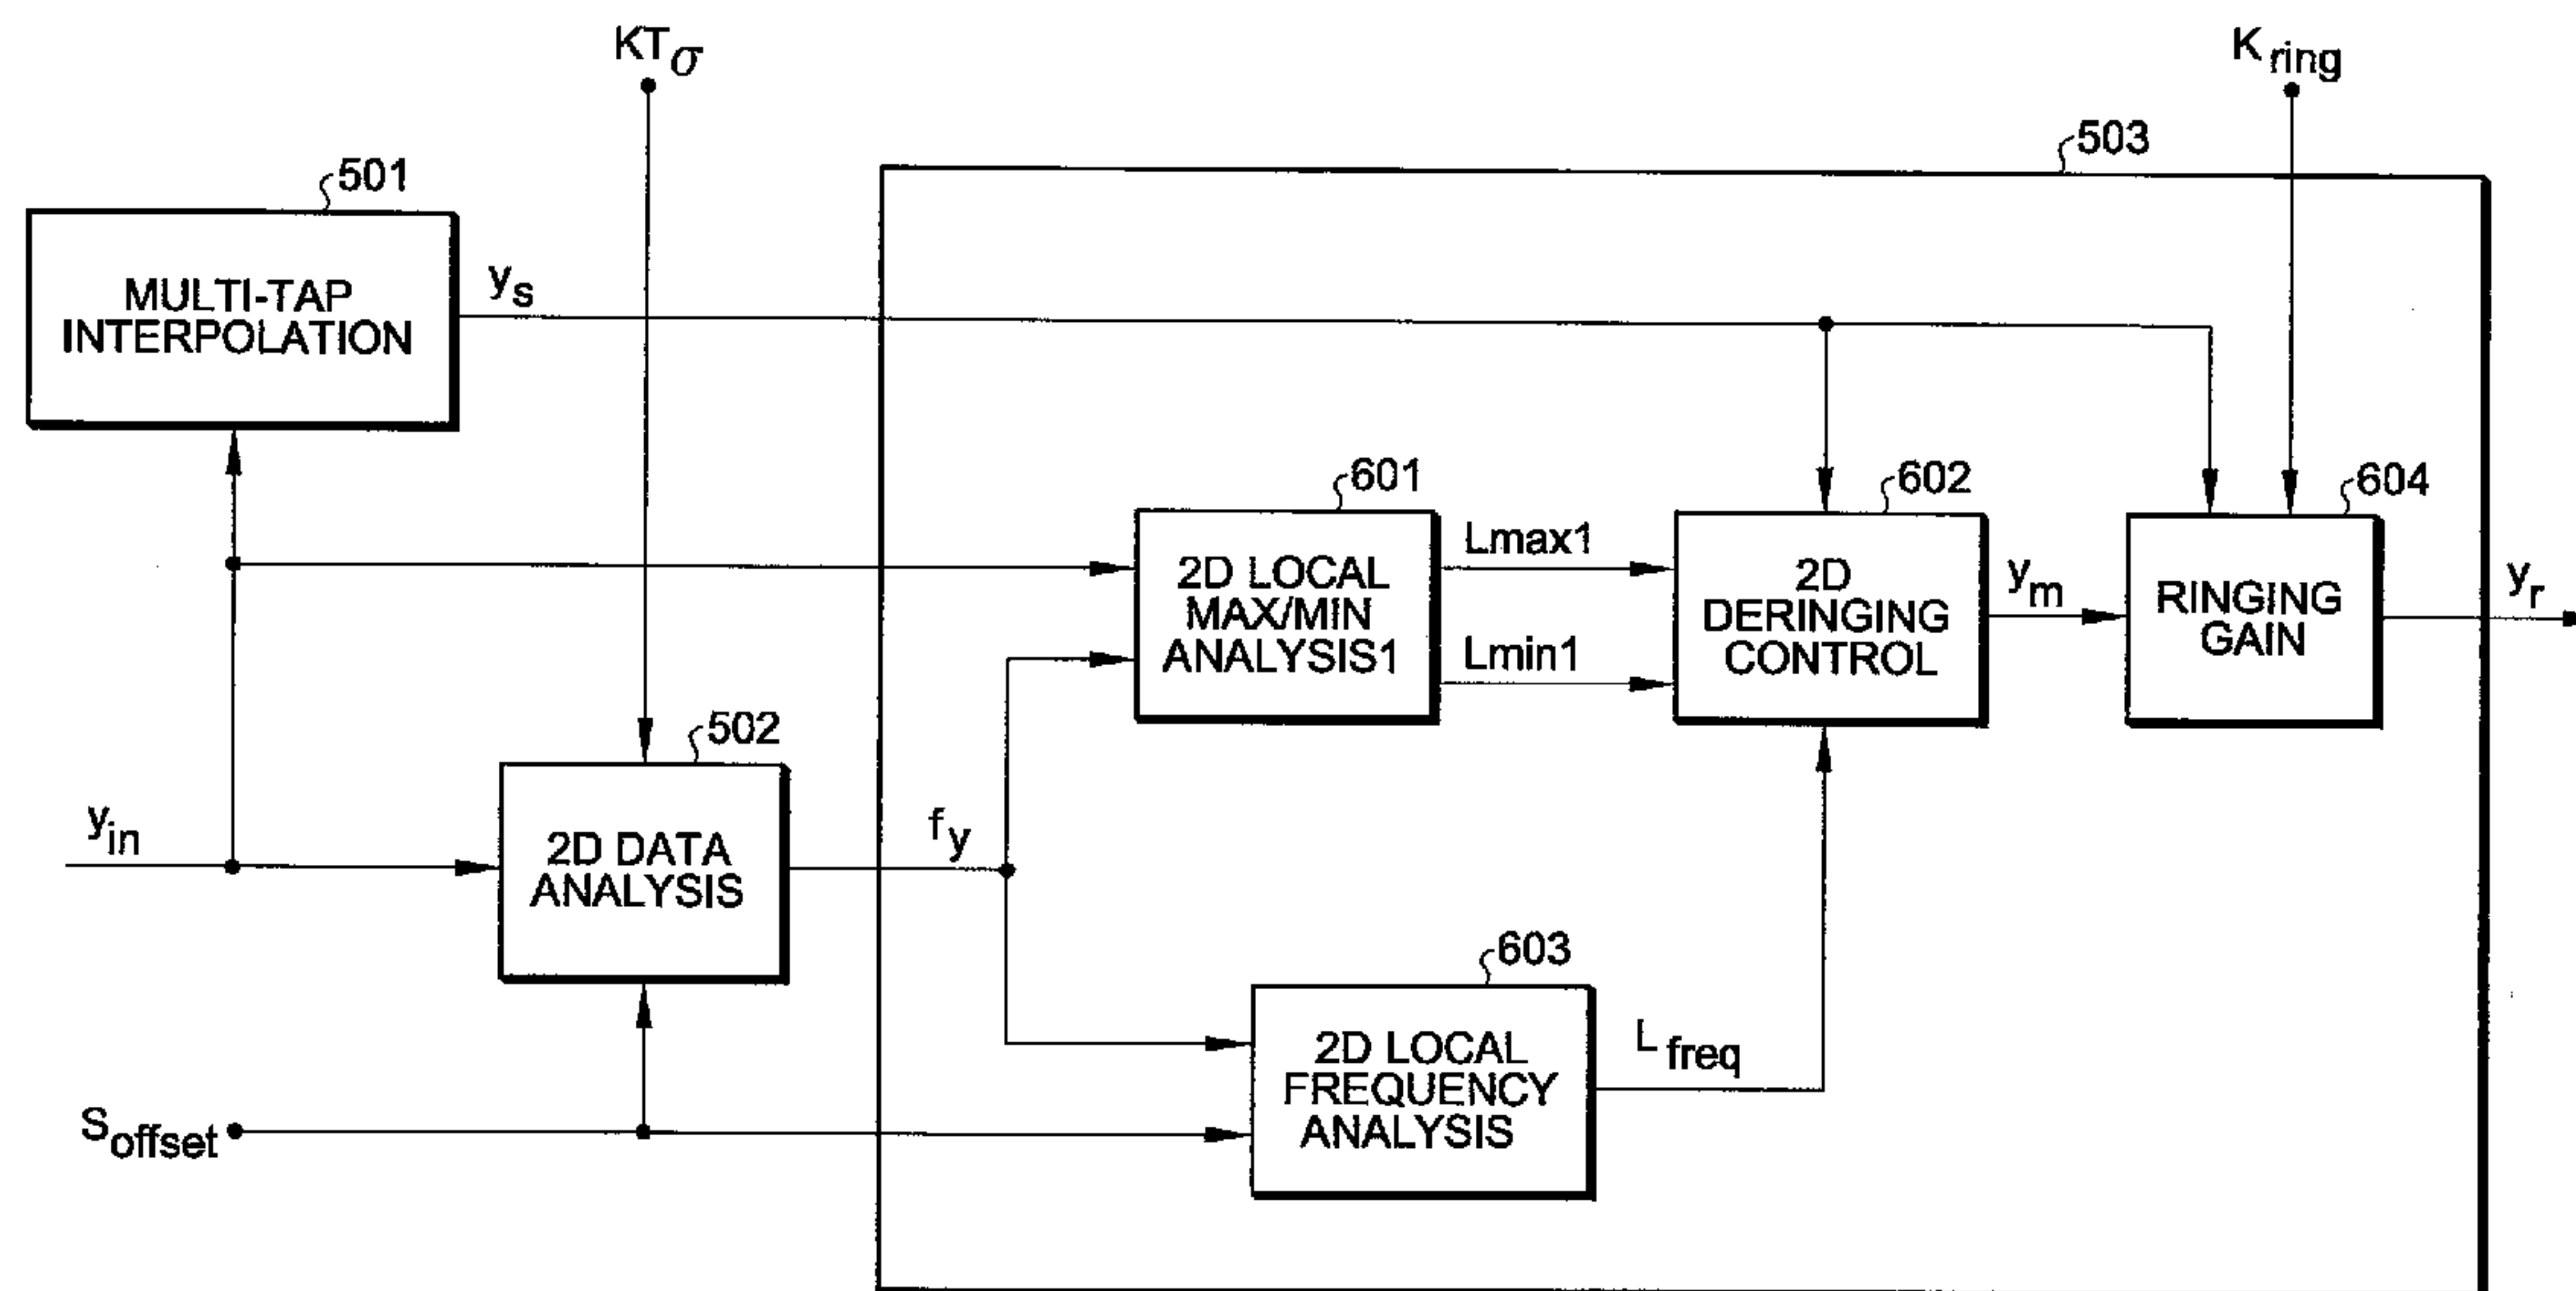 KTσ
Kring
503
501
MULTI-TAP
INTERPOLATION
ys
601
602
604
2D LOCAL
MAX/MIN
ANALYSIS1
Lmax1
Lmin1
2D
DERINGING
CONTROL
ym
RINGING
GAIN
yr
502
yin
2D DATA
ANALYSIS
fy
603
2D LOCAL
FREQUENCY
ANALYSIS
Lfreq
Soffset